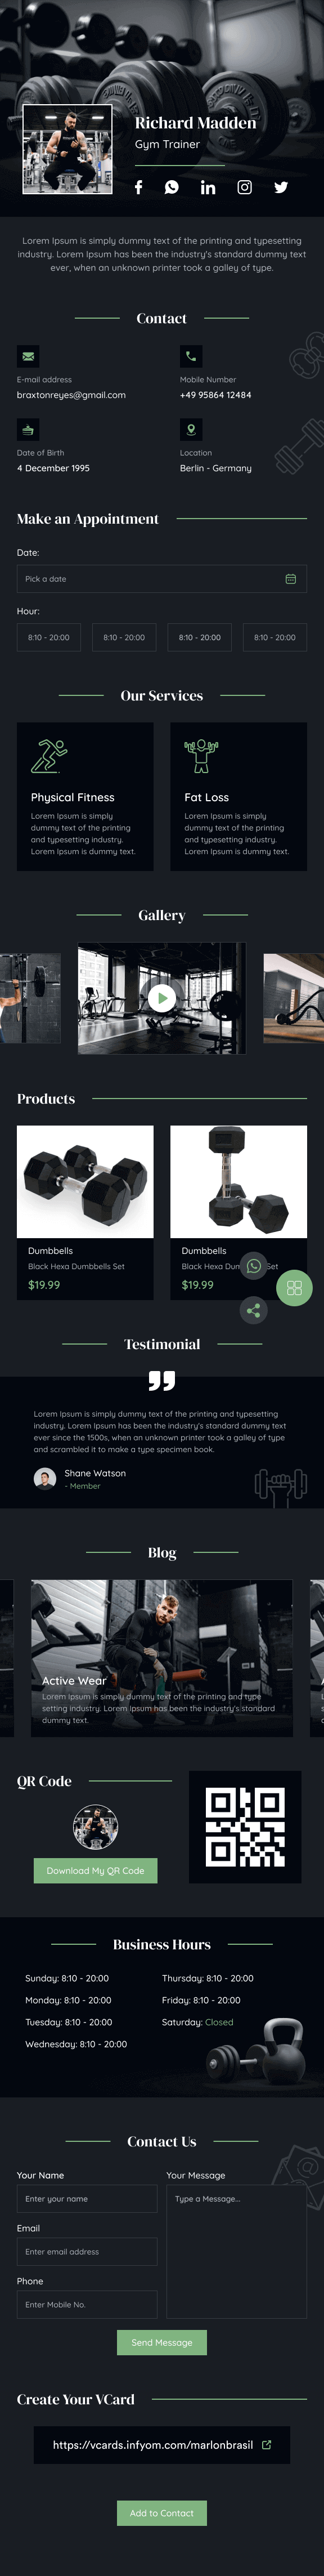 Richard Madden
Gym Trainer
Lorem Ipsum is simply dummy text of the printing and typesetting
industry. Lorem Ipsum has been the industry's standard dummy text
ever, when an unknown printer took a galley of type.
Contact
E-mail address
braxtonreyes@gmail.com
Mobile Number
+49 95864 12484
Date of Birth
4 December 1995
Location
Berlin - Germany
Make an Appointment
Date:
Pick a date
Hour:
8:10 - 20:00 8:10 - 20:00 8:10 - 20:00 8:10 - 20:00
Our Services
Physical Fitness
Lorem Ipsum is simply
dummy text of the printing
and typesetting industry.
Lorem Ipsum is dummy text.
Fat Loss
Lorem Ipsum is simply
dummy text of the printing
and typesetting industry.
Lorem Ipsum is dummy text.
Gallery
Products
Dumbbells
Black Hexa Dumbbells Set
$19.99
Dumbbells
Black Hexa Dum Set
$19.99
Testimonial
Lorem Ipsum is simply dummy text of the printing and typesetting
industry. Lorem Ipsum has been the industry's standard dummy text
ever since the 1500s, when an unknown printer took a galley of type
and scrambled it to make a type specimen book.
Shane Watson
- Member
Blog
Active Wear
Lorem Ipsum is simply dummy text of the printing and type
setting industry. Lorem Ipsum has been the industry's standard
dummy text.
QR Code
Download My QR Code
Business Hours
Sunday: 8:10 - 20:00
Monday: 8:10 - 20:00
Tuesday: 8:10 - 20:00
Wednesday: 8:10 - 20:00
Thursday: 8:10 - 20:00
Friday: 8:10 - 20:00
Saturday: Closed
Contact Us
Your Name
Enter your name
Email
Enter email address
Phone
Enter Mobile No.
Your Message
Type a Message...
Send Message
Create Your VCard
https://vcards.infyom.com/marlonbrasil
Add to Contact